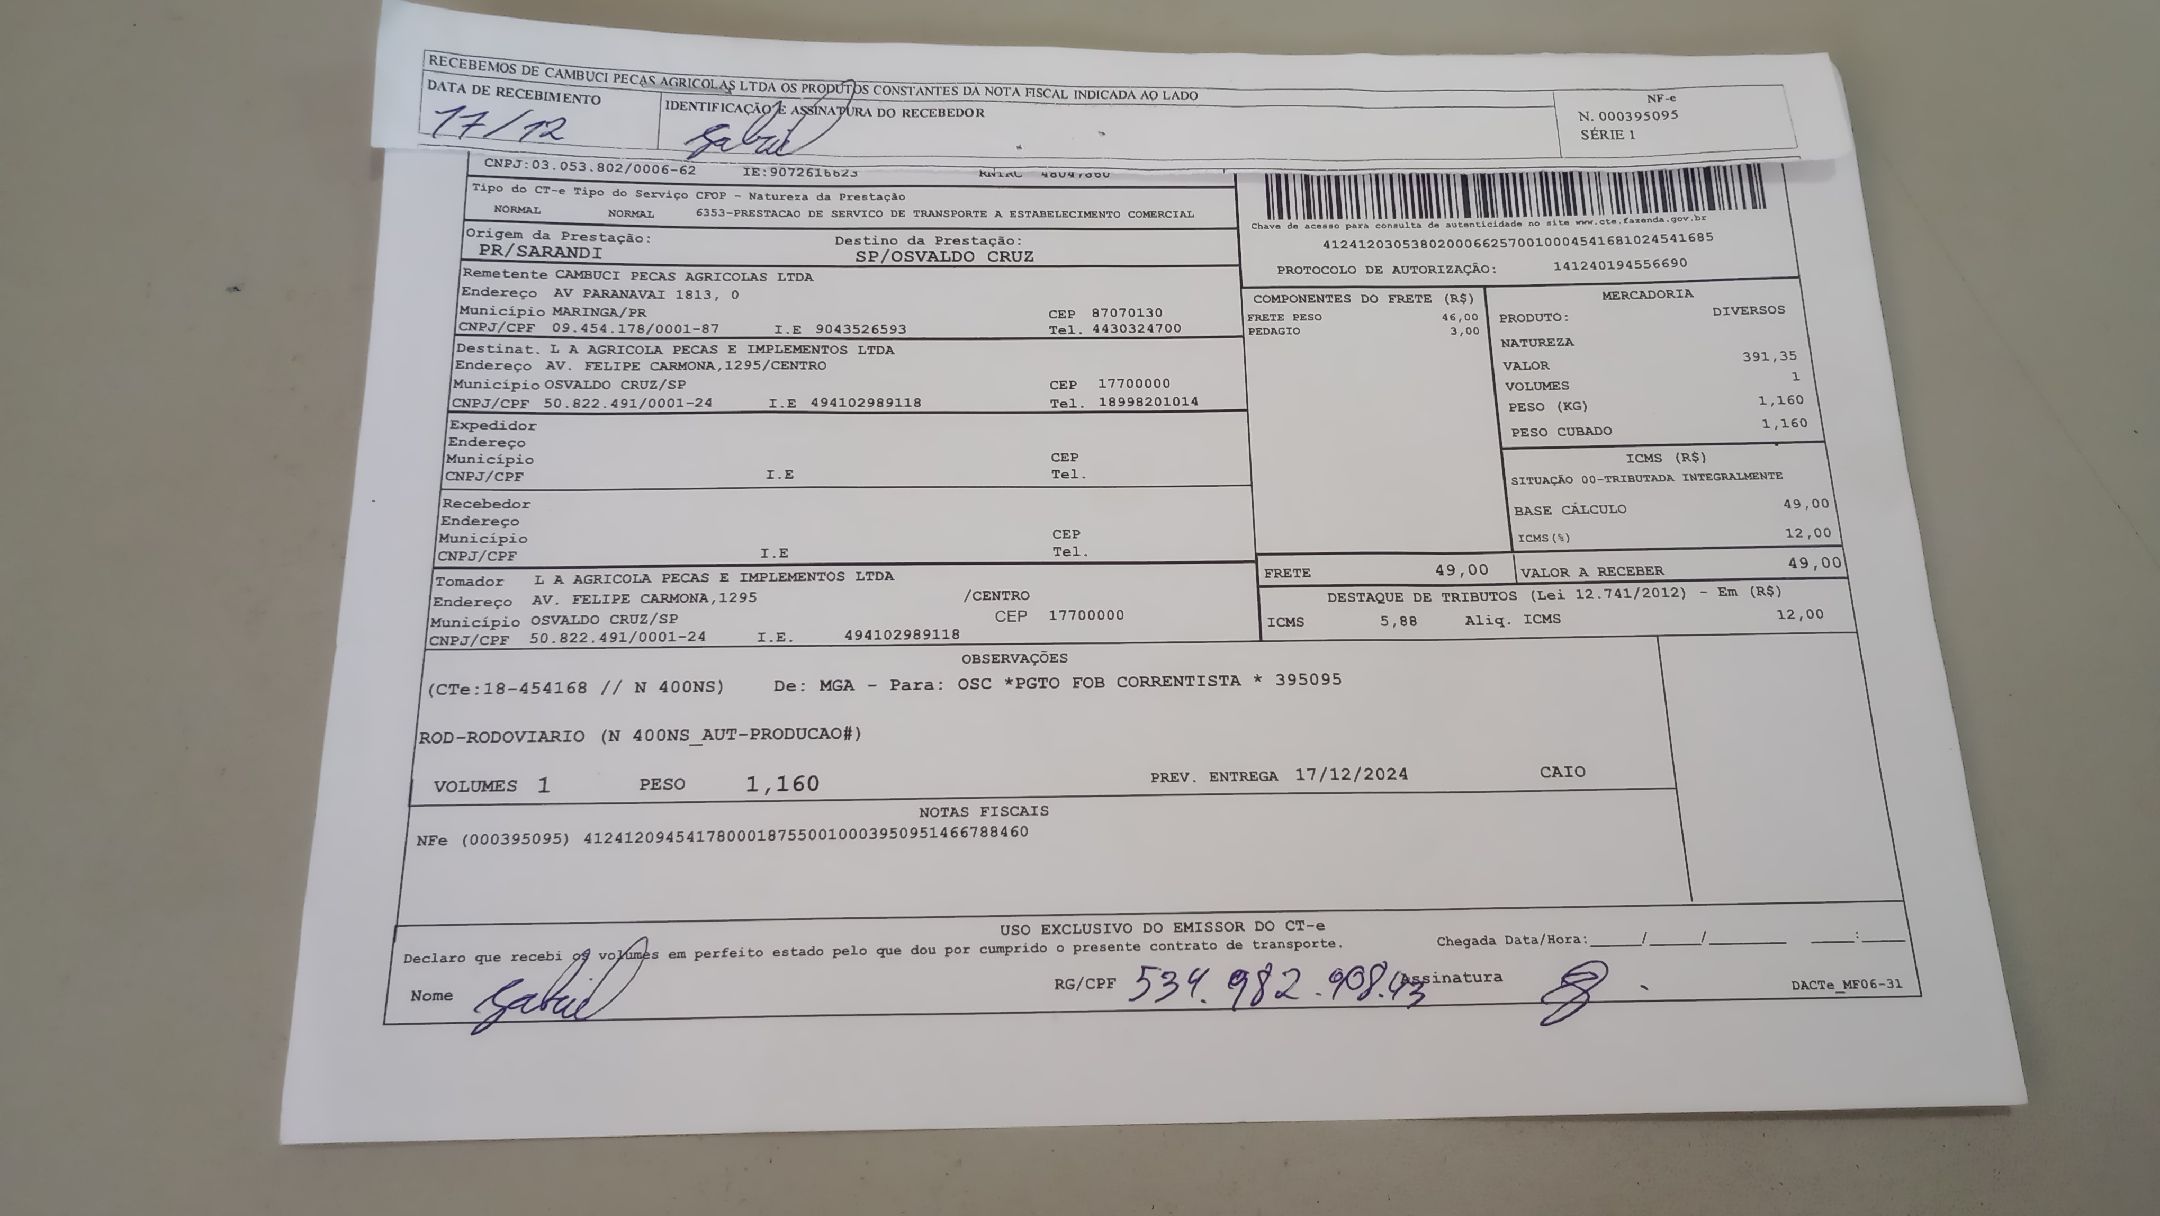 RECEBEMOS DE CAMBUCI PECAS AGRICOLAS LTDA OS PRODUTOS CONSTANTES DA NOTA FISCAL INDICADA AO LADO
DATA DE RECEBIMENTO IDENTIFICAÇÃO E ASSINATURA DO RECEBEDOR
17/12 Gabriel
NF-e
N. 000395095
SÉRIE 1
CNPJ:03.053.802/0006-62 IE:9072616623
Tipo do CT-e Tipo do Serviço CFOP - Natureza da Prestação
NORMAL NORMAL 6353-PRESTACAO DE SERVICO DE TRANSPORTE A ESTABELECIMENTO COMERCIAL
Origem da Prestação: Destino da Prestação:
PR/SARANDI SP/OSVALDO CRUZ
Chave de acesso para consulta de autenticidade no site www.cte.fazenda.gov.br
41241203053802000662570010004541681024541685
PROTOCOLO DE AUTORIZAÇÃO: 141240194556690
Remetente CAMBUCI PECAS AGRICOLAS LTDA
Endereço AV PARANAVAI 1813, 0
Município MARINGA/PR CEP 87070130
CNPJ/CPF 09.454.178/0001-87 I.E 9043526593 Tel. 4430324700
Destinat. L A AGRICOLA PECAS E IMPLEMENTOS LTDA
Endereço AV. FELIPE CARMONA,1295/CENTRO
Município OSVALDO CRUZ/SP CEP 17700000
CNPJ/CPF 50.822.491/0001-24 I.E 494102989118 Tel. 18998201014
Expedidor
Endereço
Município CEP
CNPJ/CPF I.E Tel.
Recebedor
Endereço
Município CEP
CNPJ/CPF I.E Tel.
Tomador L A AGRICOLA PECAS E IMPLEMENTOS LTDA
Endereço AV. FELIPE CARMONA,1295 /CENTRO
Município OSVALDO CRUZ/SP CEP 17700000
CNPJ/CPF 50.822.491/0001-24 I.E. 494102989118
COMPONENTES DO FRETE (R$)
FRETE PESO 46,00
PEDAGIO 3,00
MERCADORIA
PRODUTO: DIVERSOS
NATUREZA
VALOR 391,35
VOLUMES 1
PESO (KG) 1,160
PESO CUBADO 1,160
ICMS (R$)
SITUAÇÃO 00-TRIBUTADA INTEGRALMENTE
BASE CÁLCULO 49,00
ICMS(%) 12,00
FRETE 49,00 VALOR A RECEBER 49,00
DESTAQUE DE TRIBUTOS (Lei 12.741/2012) - Em (R$)
ICMS 5,88 Aliq. ICMS 12,00
OBSERVAÇÕES
(CTe:18-454168 // N 400NS) De: MGA - Para: OSC *PGTO FOB CORRENTISTA * 395095
ROD-RODOVIARIO (N 400NS_AUT-PRODUCAO#)
VOLUMES 1 PESO 1,160 PREV. ENTREGA 17/12/2024 CAIO
NOTAS FISCAIS
NFe (000395095) 41241209454178000187550010003950951466788460
USO EXCLUSIVO DO EMISSOR DO CT-e
Declaro que recebi os volumes em perfeito estado pelo que dou por cumprido o presente contrato de transporte. Chegada Data/Hora:_____/_____/_______ ____:____
Nome Gabriel RG/CPF 534.982.908.43 Assinatura DACTe_MF06-31